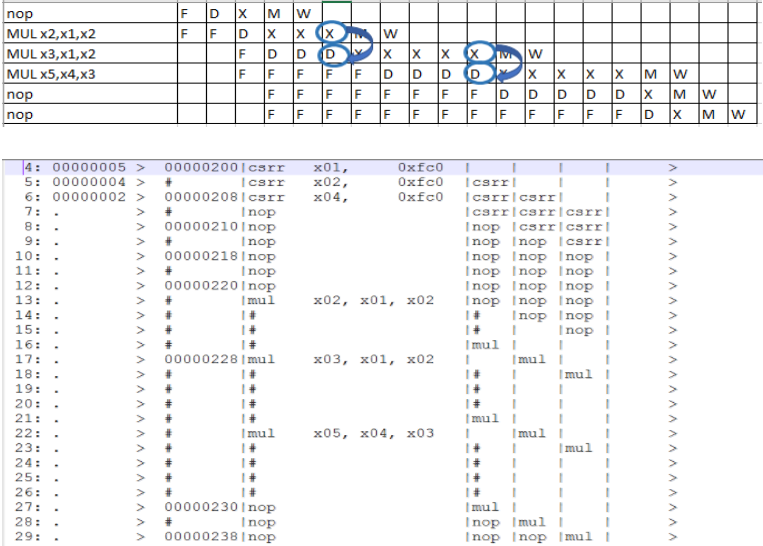 nop F D X M W
MUL x2,x1,x2 F F D X X X M W
MUL x3,x1,x2 F D D D X X X X X M W
MUL x5,x4,x3 F F F F F D D D D X X X X X M W
nop F F F F F F F F D D D D D X M W
nop F F F F F F F F F F F F F D X M W
4: 00000005 > 00000200|csrr x01, 0xfc0 | | | | >
5: 00000004 > # |csrr x02, 0xfc0 |csrr| | | >
6: 00000002 > 00000208|csrr x04, 0xfc0 |csrr|csrr| | >
7: . > # |nop |csrr|csrr|csrr| >
8: . > 00000210|nop |nop |csrr|csrr| >
9: . > # |nop |nop |nop |csrr| >
10: . > 00000218|nop |nop |nop |nop | >
11: . > # |nop |nop |nop |nop | >
12: . > 00000220|nop |nop |nop |nop | >
13: . > # |mul x02, x01, x02 |nop |nop |nop | >
14: . > # |# |# |nop |nop | >
15: . > # |# |# | |nop | >
16: . > # |# |mul | | | >
17: . > 00000228|mul x03, x01, x02 | |mul | | >
18: . > # |# |# | |mul | >
19: . > # |# |# | | | >
20: . > # |# |# | | | >
21: . > # |# |mul | | | >
22: . > # |mul x05, x04, x03 | |mul | | >
23: . > # |# |# | |mul | >
24: . > # |# |# | | | >
25: . > # |# |# | | | >
26: . > # |# |# | | | >
27: . > 00000230|nop |mul | | | >
28: . > # |nop |nop |mul | | >
29: . > 00000238|nop |nop |nop |mul | >